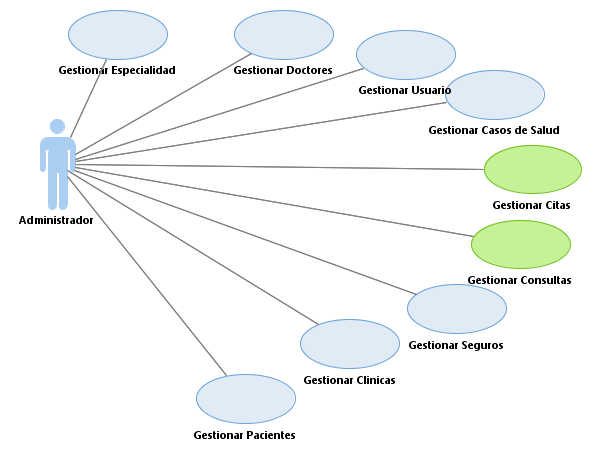 Gestionar Especialidad
Gestionar Doctores
Gestionar Usuario
Gestionar Casos de Salud
Gestionar Citas
Administrador
Gestionar Consultas
Gestionar Seguros
Gestionar Clinicas
Gestionar Pacientes